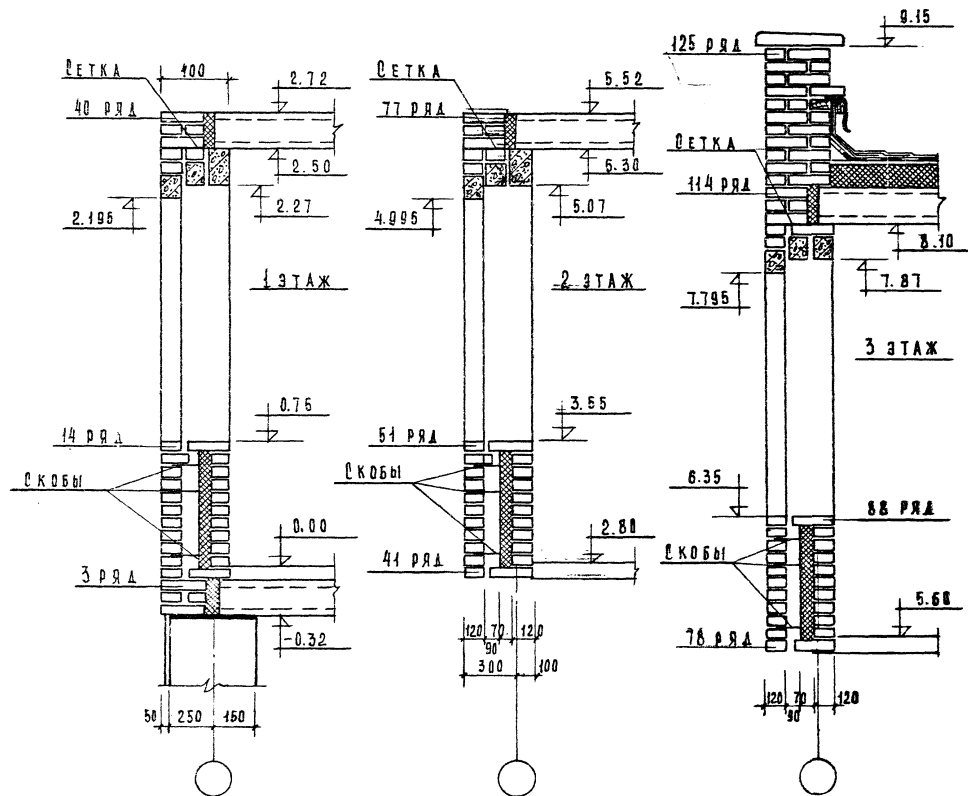 СЕТКА
400
2.72
40 РЯД
2.50
2.27
2.195
1 ЭТАЖ
0.75
14 РЯД
СКОБЫ
0.00
3 РЯД
-0.32
50
250
160
СЕТКА
5.52
77 РЯД
5.30
5.07
4.995
2 ЭТАЖ
3.55
51 РЯД
СКОБЫ
2.80
41 РЯД
120
70
120
90
300
100
9.15
125 РЯД
СЕТКА
114 РЯД
8.10
7.87
7.795
3 ЭТАЖ
6.35
88 РЯД
СКОБЫ
5.60
78 РЯД
120
70
120
90